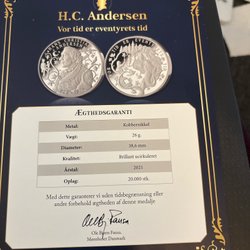 H.C. Andersen
Vor tid er eventyrets tid
ÆGTHEDSGARANTI
Metal: Kobbernikkel
Vægt: 26 g.
Diameter: 38,6 mm
Kvalitet: Brilliant uncirkuleret
Årstal: 2021
Oplag: 20.000 stk.
Med dette garanterer vi uden tidsbegrænsning eller
andre forbehold ægtheden af denne medalje
Ole Bjørn Fausa,
Mønthuset Danmark